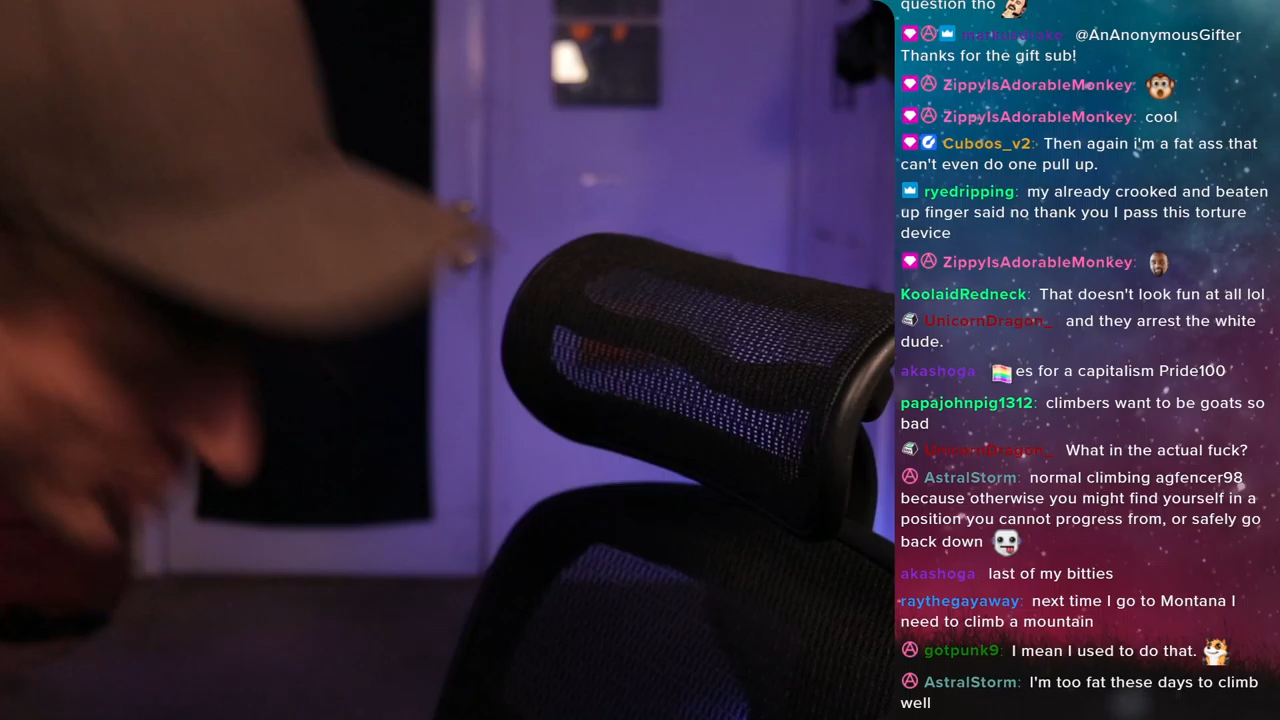 question tho
markusdrake @AnAnonymousGifter
Thanks for the gift sub!
ZippyIsAdorableMonkey:
ZippyIsAdorableMonkey: cool
Cuboos_v2: Then again i'm a fat ass that
can't even do one pull up.
ryedripping: my already crooked and beaten
up finger said no thank you I pass this torture
device
ZippyIsAdorableMonkey:
KoolaidRedneck: That doesn't look fun at all lol
UnicornDragon_ and they arrest the white
dude.
akashoga es for a capitalism Pride100
papajohnpig1312: climbers want to be goats so
bad
UnicornDragon_ What in the actual fuck?
AstralStorm: normal climbing agfencer98
because otherwise you might find yourself in a
position you cannot progress from, or safely go
back down
akashoga last of my bitties
raythegayaway: next time I go to Montana I
need to climb a mountain
gotpunk9: I mean I used to do that.
AstralStorm: I'm too fat these days to climb
well